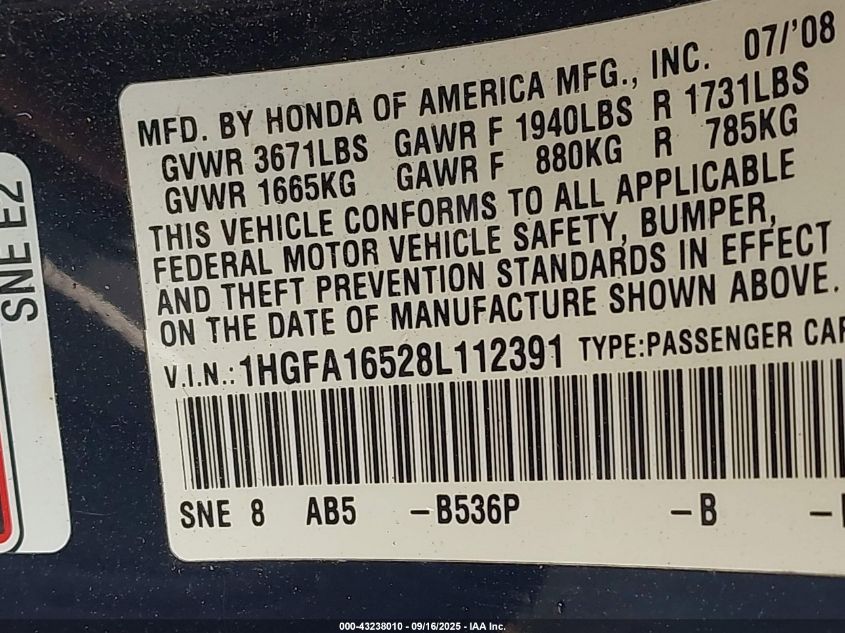 MFD. BY HONDA OF AMERICA MFG., INC. 07/'08
GVWR 3671LBS GAWR F 1940LBS R 1731LBS
GVWR 1665KG GAWR F 880KG R 785KG
THIS VEHICLE CONFORMS TO ALL APPLICABLE
FEDERAL MOTOR VEHICLE SAFETY, BUMPER,
AND THEFT PREVENTION STANDARDS IN EFFECT
ON THE DATE OF MANUFACTURE SHOWN ABOVE.
V.I.N.: 1HGFA16528L112391 TYPE:PASSENGER CAR
SNE 8 AB5 -B536P -B -
SNE E2
000-43238010 - 09/16/2025 - IAA Inc.